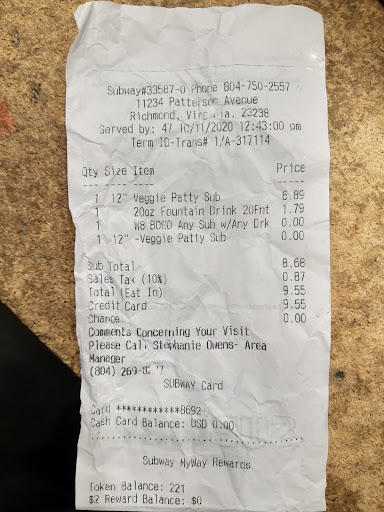 Subway#33587-0 Phone 804-750-2557
11234 Patterson Avenue
Richmond, 23238
Served by: 47 10/11/2020 12:43:00 pm
Term ID-Trans# 1/A-317114
Qty Size Item Price
1 12" Veggie Patty Sub 6.89
1 20oz Fountain Drink 20Fnt 1.79
1 W8 BOGO Any Sub w/Any Drk 0.00
1 12" -Veggie Patty Sub 0.00
Sub Total 8.68
Sales Tax (10%) 0.87
Total (Eat In) 9.55
Credit Card 9.55
Change 0.00
Comments Concerning Your Visit
Please Call Stephanie Owens- Area
Manager
(804)
SUBWAY Card
Card ************8692
Cash Card Balance: USD 0.00
Subway MyWay Rewards
Token Balance: 221
$2 Reward Balance: $0